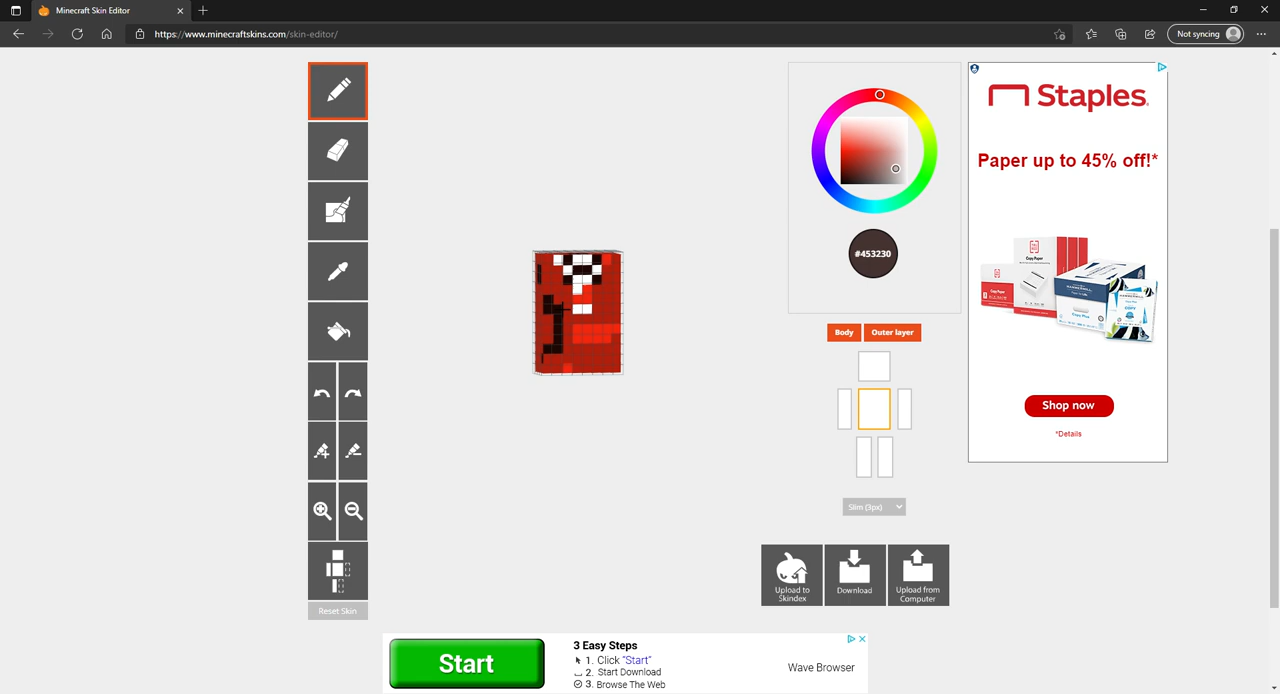 Minecraft Skin Editor
https://www.minecraftskins.com/skin-editor/
Not syncing
Staples.
Paper up to 45% off!*
#453230
Body
Outer layer
Copy Paper
Shop now
*Details
Slim (3px)
Upload to
Skindex
Download
Upload from
Computer
Reset Skin
Start
3 Easy Steps
1. Click "Start"
2. Start Download
3. Browse The Web
Wave Browser